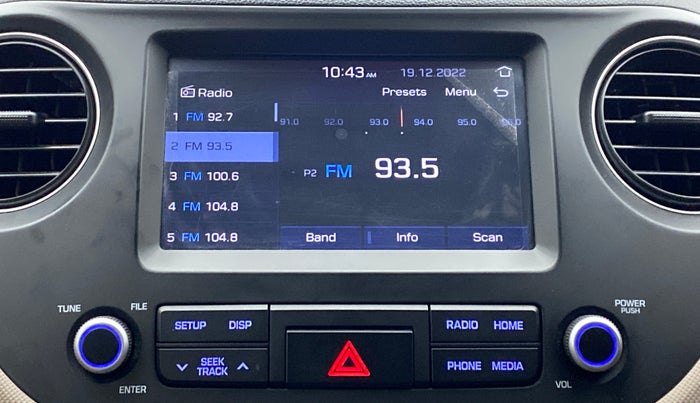 10:43 AM 19.12.2022
Radio Presets Menu
1 FM 92.7
91.0 92.0 93.0 94.0 95.0 96.0
2 FM 93.5
P2 FM 93.5
3 FM 100.6
4 FM 104.8
5 FM 104.8
Band Info Scan
TUNE FILE
ENTER
SETUP DISP
SEEK
TRACK
RADIO HOME
PHONE MEDIA
POWER
PUSH
VOL